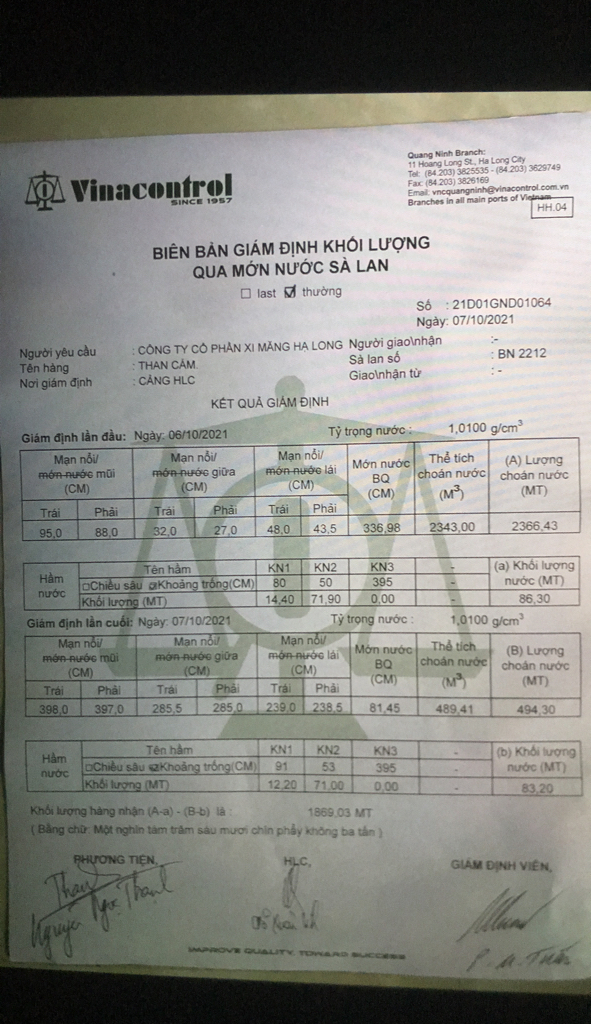 Vinacontrol
SINCE 1957
Quang Ninh Branch:
11 Hoang Long St., Ha Long City
Tel: (84.203) 3825535 - (84.203) 3629749
Fax: (84.203) 3826169
Email: vncquangninh@vinacontrol.com.vn
Branches in all main ports of Vietnam
HH.04
BIÊN BẢN GIÁM ĐỊNH KHỐI LƯỢNG
QUA MỚN NƯỚC SÀ LAN
☐ last ☑ thường
Số : 21D01GND01064
Ngày: 07/10/2021
Người yêu cầu : CÔNG TY CỔ PHẦN XI MĂNG HẠ LONG Người giao\nhận :-
Tên hàng : THAN CÁM Sà lan số : BN 2212
Nơi giám định : CẢNG HLC Giao\nhận từ : -
KẾT QUẢ GIÁM ĐỊNH
Giám định lần đầu: Ngày: 06/10/2021 Tỷ trọng nước : 1,0100 g/cm³
Mạn nổi/ Mạn nổi/ Mạn nổi/ Mớn nước Thể tích (A) Lượng
mớn nước mũi mớn nước giữa mớn nước lái BQ choán nước choán nước
(CM) (CM) (CM) (CM) (M³) (MT)
Trái Phải Trái Phải Trái Phải
95,0 88,0 32,0 27,0 48,0 43,5 336,98 2343,00 2366,43
Hầm nước Tên hầm KN1 KN2 KN3 - (a) Khối lượng nước (MT)
☐Chiều sâu ☑Khoảng trống(CM) 80 50 395 -
Khối lượng (MT) 14,40 71,90 0,00 - 86,30
Giám định lần cuối: Ngày: 07/10/2021 Tỷ trọng nước : 1,0100 g/cm³
Mạn nổi/ Mạn nổi/ Mạn nổi/ Mớn nước Thể tích (B) Lượng
mớn nước mũi mớn nước giữa mớn nước lái BQ choán nước choán nước
(CM) (CM) (CM) (CM) (M³) (MT)
Trái Phải Trái Phải Trái Phải
398,0 397,0 285,5 285,0 239,0 238,5 81,45 489,41 494,30
Hầm nước Tên hầm KN1 KN2 KN3 - (b) Khối lượng nước (MT)
☐Chiều sâu ☑Khoảng trống(CM) 91 53 395 -
Khối lượng (MT) 12,20 71,00 0,00 - 83,20
Khối lượng hàng nhận (A-a) - (B-b) là : 1869,03 MT
( Bằng chữ: Một nghìn tám trăm sáu mươi chín phẩy không ba tấn )
PHƯƠNG TIỆN, HLC, GIÁM ĐỊNH VIÊN,
Nguyễn Ngọc Thanh
IMPROVE QUALITY, TOWARD SUCCESS